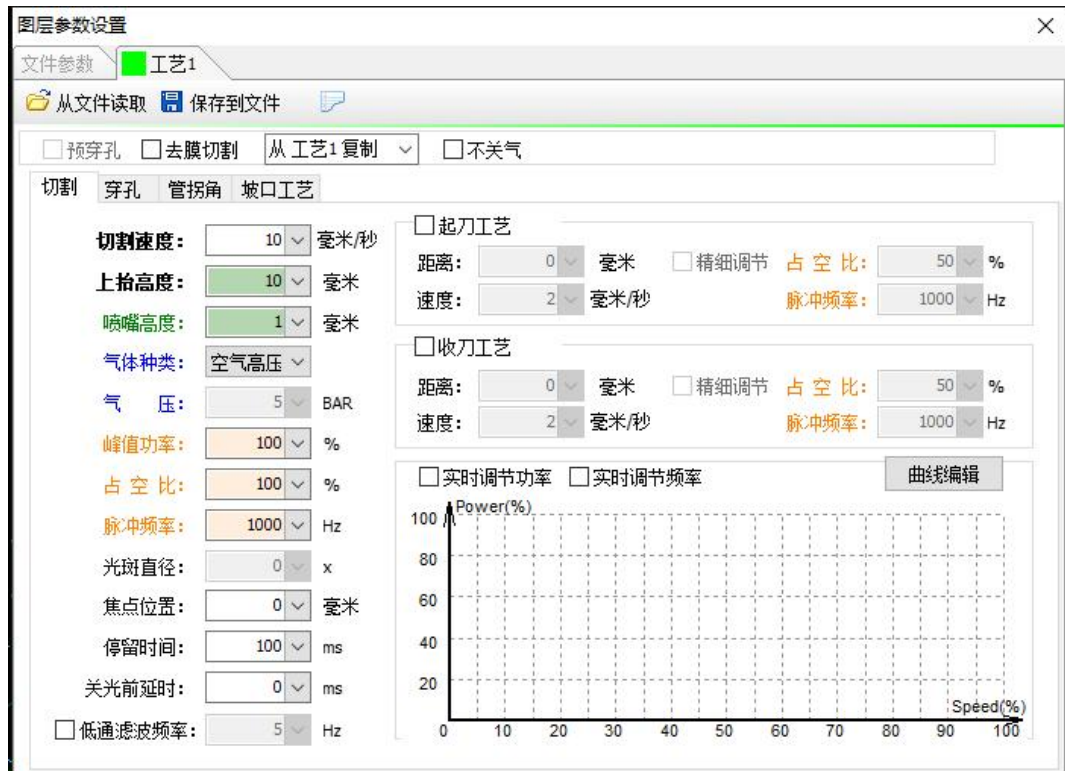 图层参数设置
文件参数 工艺1
从文件读取 保存到文件
预穿孔 去膜切割 从 工艺1 复制 不关气
切割 穿孔 管拐角 坡口工艺
切割速度： 10 毫米/秒
上抬高度： 10 毫米
喷嘴高度： 1 毫米
气体种类： 空气高压
气 压： 5 BAR
峰值功率： 100 %
占 空 比： 100 %
脉冲频率： 1000 Hz
光斑直径： 0 x
焦点位置： 0 毫米
停留时间： 100 ms
关光前延时： 0 ms
低通滤波频率： 5 Hz
起刀工艺
距离： 0 毫米 精细调节 占 空 比： 50 %
速度： 2 毫米/秒 脉冲频率： 1000 Hz
收刀工艺
距离： 0 毫米 精细调节 占 空 比： 50 %
速度： 2 毫米/秒 脉冲频率： 1000 Hz
实时调节功率 实时调节频率 曲线编辑
Power(%)
100
80
60
40
20
Speed(%)
0 10 20 30 40 50 60 70 80 90 100